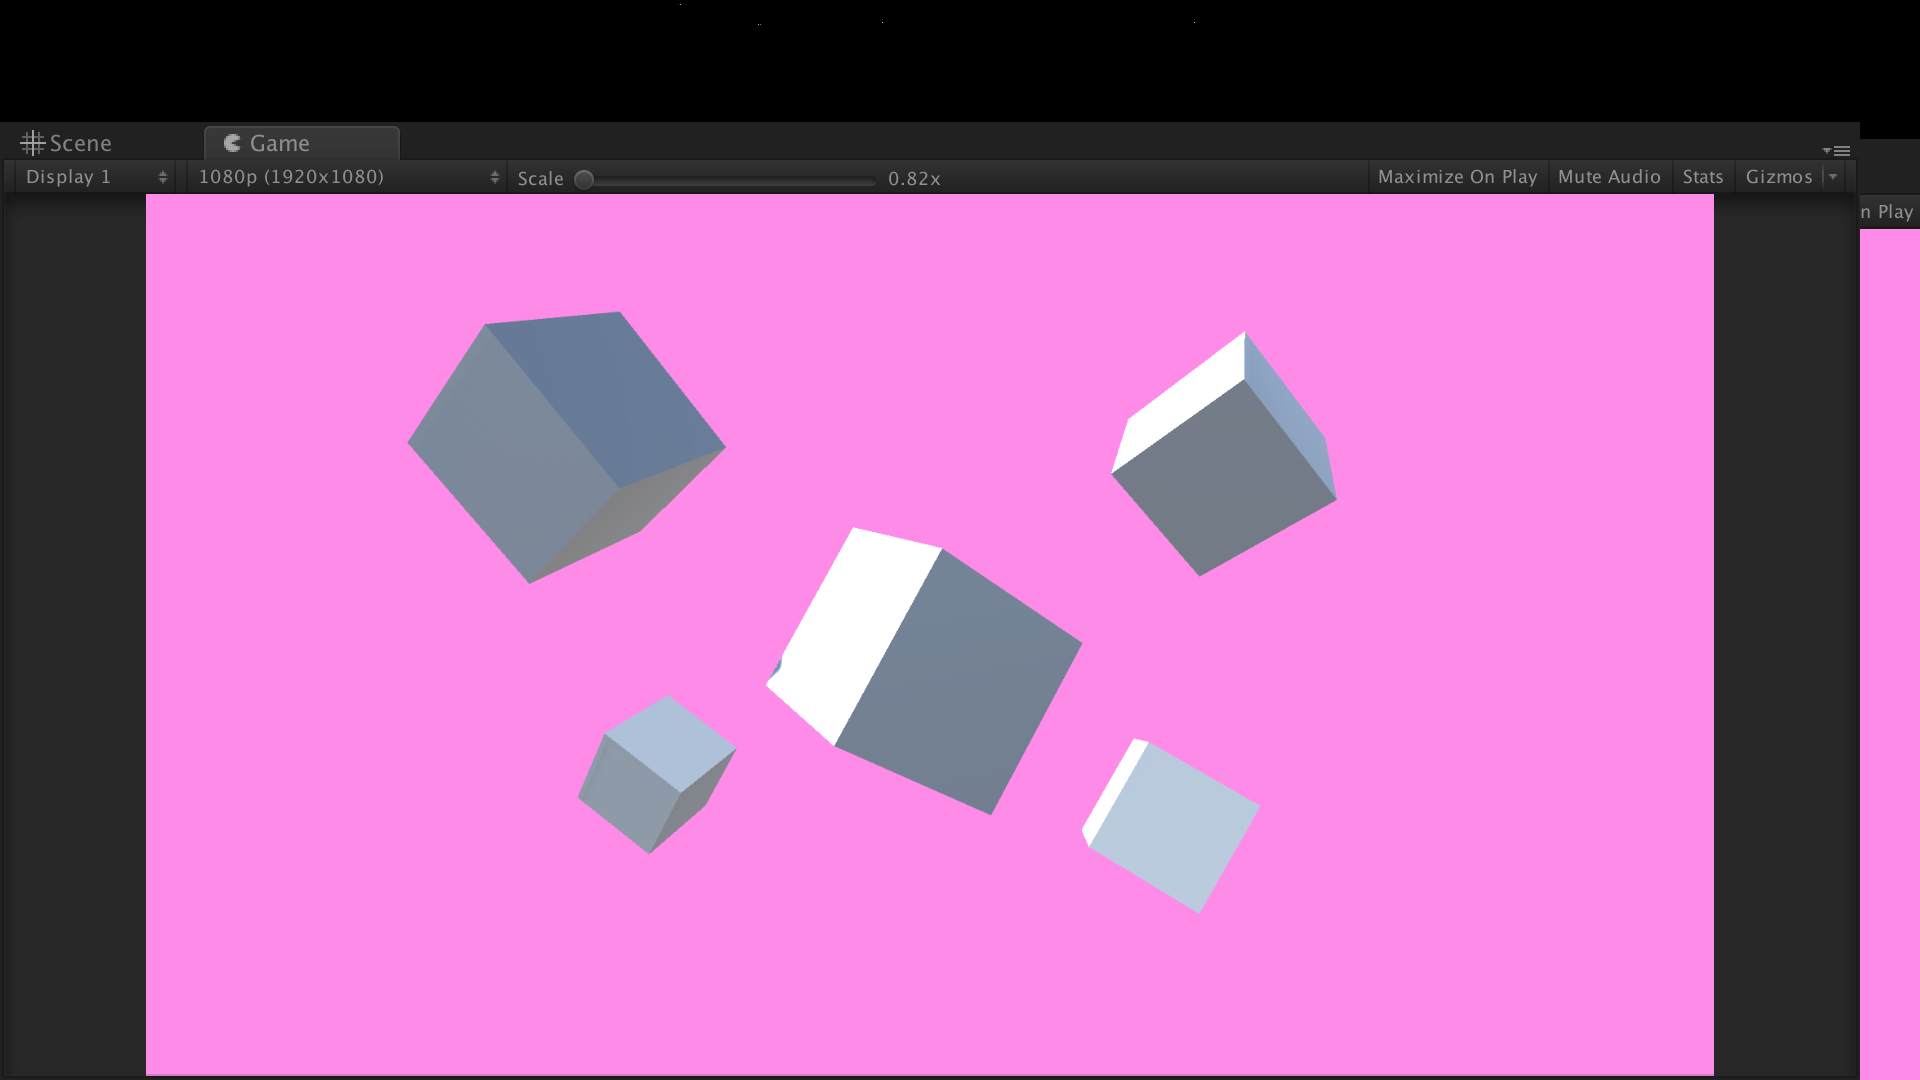 Scene Game
Display 1 1080p (1920x1080) Scale 0.82x Maximize On Play Mute Audio Stats Gizmos
n Play